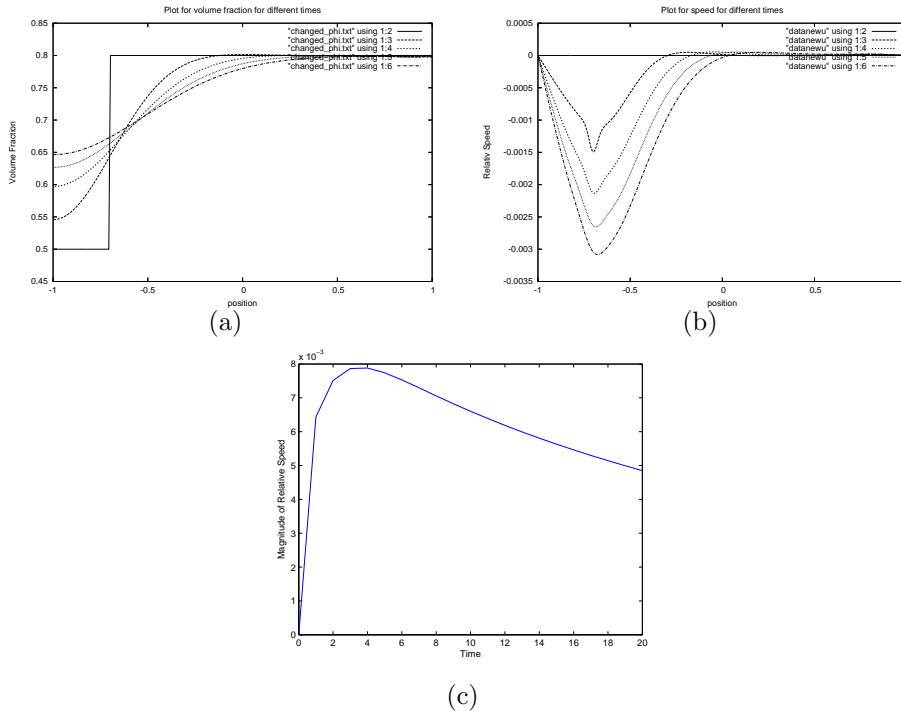 Plot for volume fraction for different times
"changed_phi.txt" using 1:2
"changed_phi.txt" using 1:3
"changed_phi.txt" using 1:4
"changed_phi.txt" using 1:5
"changed_phi.txt" using 1:6
0.85
0.8
0.75
0.7
0.65
0.6
0.55
0.5
0.45
Volume Fraction
-1
-0.5
0
0.5
1
position
(a)
Plot for speed for different times
"datanewu" using 1:2
"datanewu" using 1:3
"datanewu" using 1:4
"datanewu" using 1:5
"datanewu" using 1:6
0.0005
0
-0.0005
-0.001
-0.0015
-0.002
-0.0025
-0.003
-0.0035
Relativ Speed
-1
-0.5
0
0.5
position
(b)
x 10⁻³
8
7
6
5
4
3
2
1
0
Magnitude of Relative Speed
0 2 4 6 8 10 12 14 16 18 20
Time
(c)